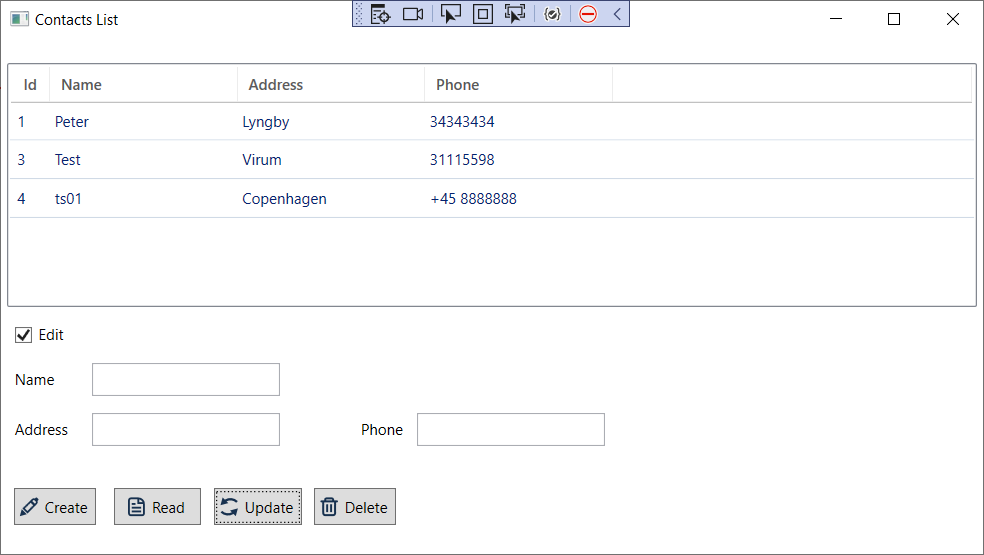 Contacts List
Id Name Address Phone
1 Peter Lyngby 34343434
3 Test Virum 31115598
4 ts01 Copenhagen +45 8888888
Edit
Name
Address Phone
Create Read Update Delete